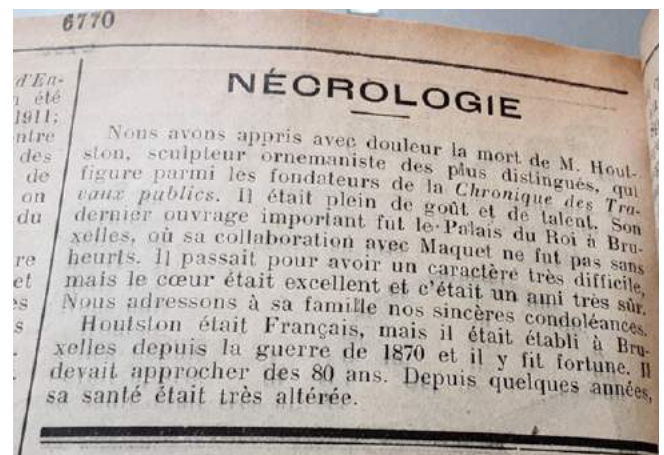 6770
d'En-
été
1911;
ntre
des
de
on
du
re
et
es
s
NÉCROLOGIE
Nous avons appris avec douleur la mort de M. Hout-
ston, sculpteur ornemaniste des plus distingués, qui
figure parmi les fondateurs de la Chronique des Tra-
vaux publics. Il était plein de goût et de talent. Son
dernier ouvrage important fut le Palais du Roi à Bru-
xelles, où sa collaboration avec Maquet ne fut pas sans
heurts. Il passait pour avoir un caractère très difficile,
mais le cœur était excellent et c'était un ami très sûr.
Nous adressons à sa famille nos sincères condoléances.
Houtston était Français, mais il était établi à Bru-
xelles depuis la guerre de 1870 et il y fit fortune. Il
devait approcher des 80 ans. Depuis quelques années,
sa santé était très altérée.